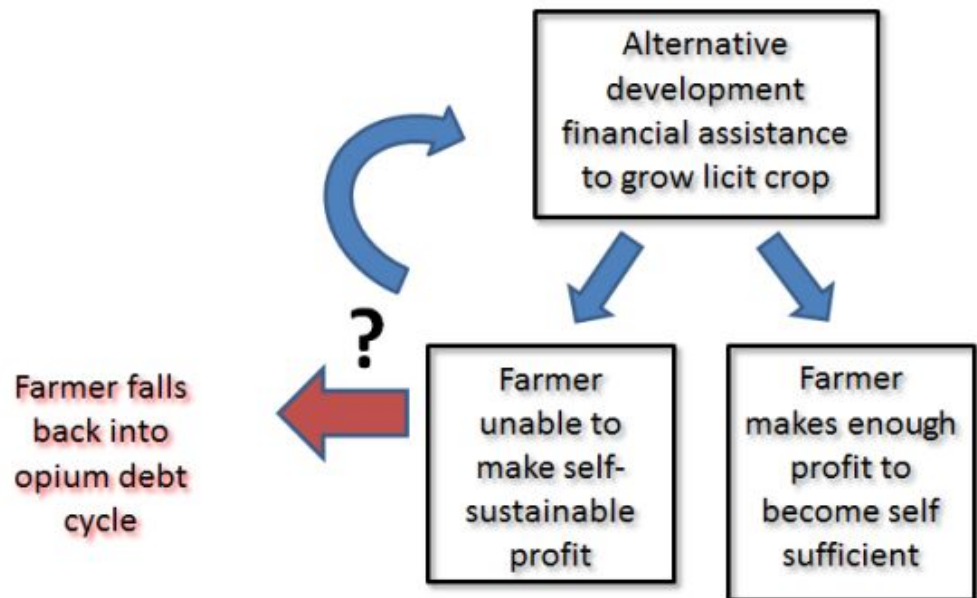 Alternative
development
financial assistance
to grow licit crop
?
Farmer falls
back into
opium debt
cycle
Farmer
unable to
make self-
sustainable
profit
Farmer
makes enough
profit to
become self
sufficient